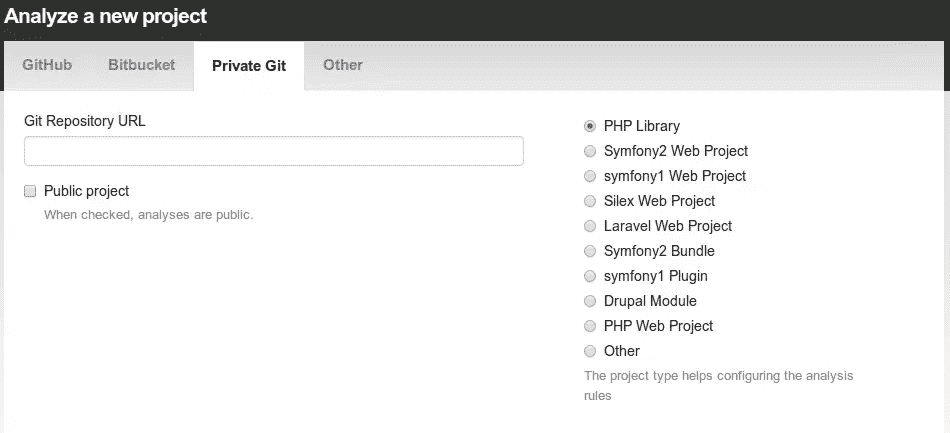 Analyze a new project
GitHub Bitbucket Private Git Other
Git Repository URL
Public project
When checked, analyses are public.
PHP Library
Symfony2 Web Project
symfony1 Web Project
Silex Web Project
Laravel Web Project
Symfony2 Bundle
symfony1 Plugin
Drupal Module
PHP Web Project
Other
The project type helps configuring the analysis
rules